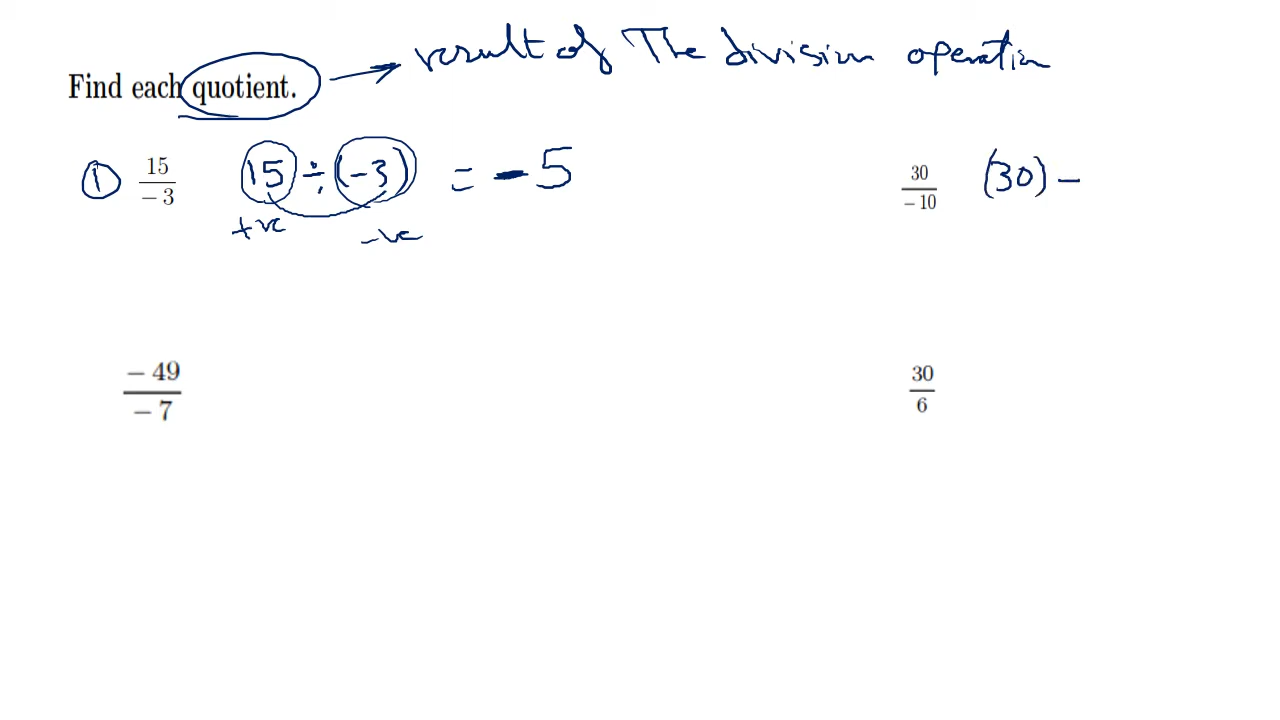 result of The division operation
Find each quotient.
① 15/-3 15 ÷ (-3) = -5
+ve -ve
30/-10 (30) -
-49/-7
30/6